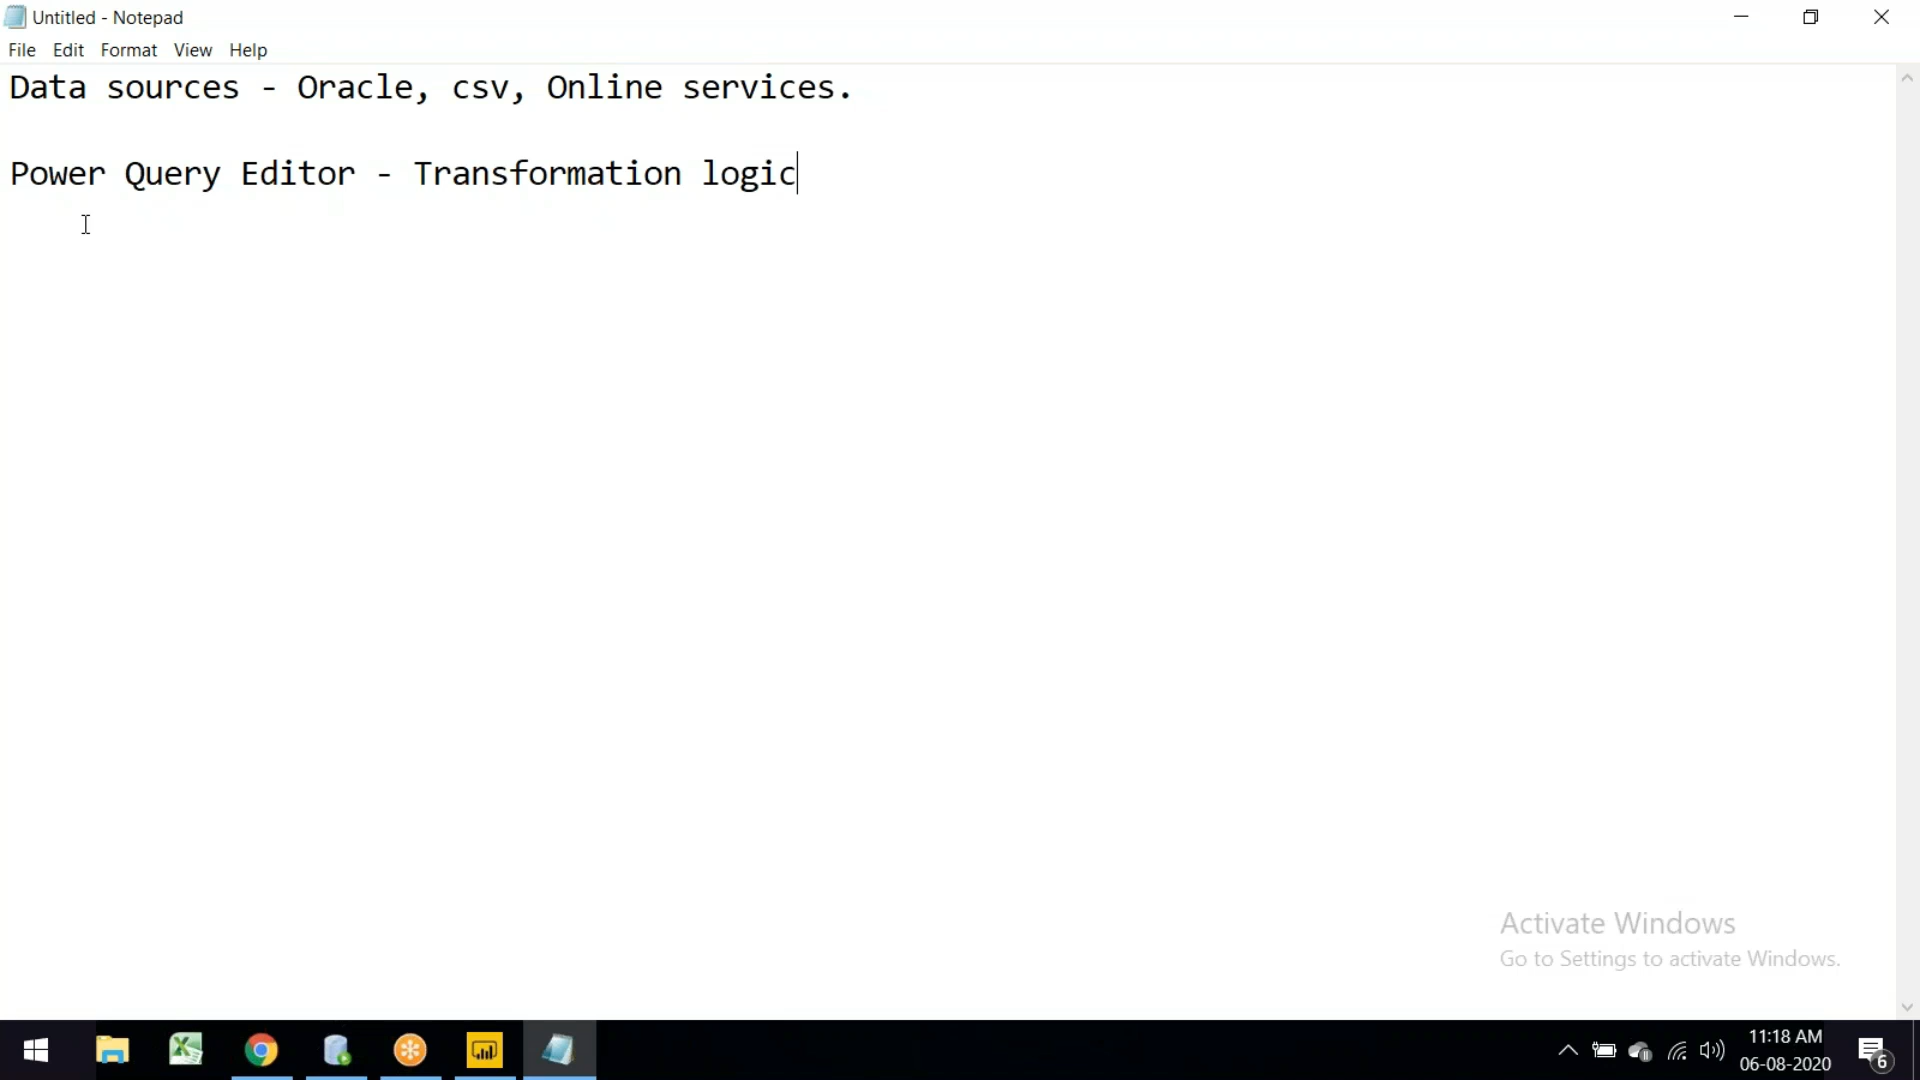 Untitled - Notepad
File Edit Format View Help
Data sources - Oracle, csv, Online services.
Power Query Editor - Transformation logic
Activate Windows
Go to Settings to activate Windows.
11:18 AM
06-08-2020
6